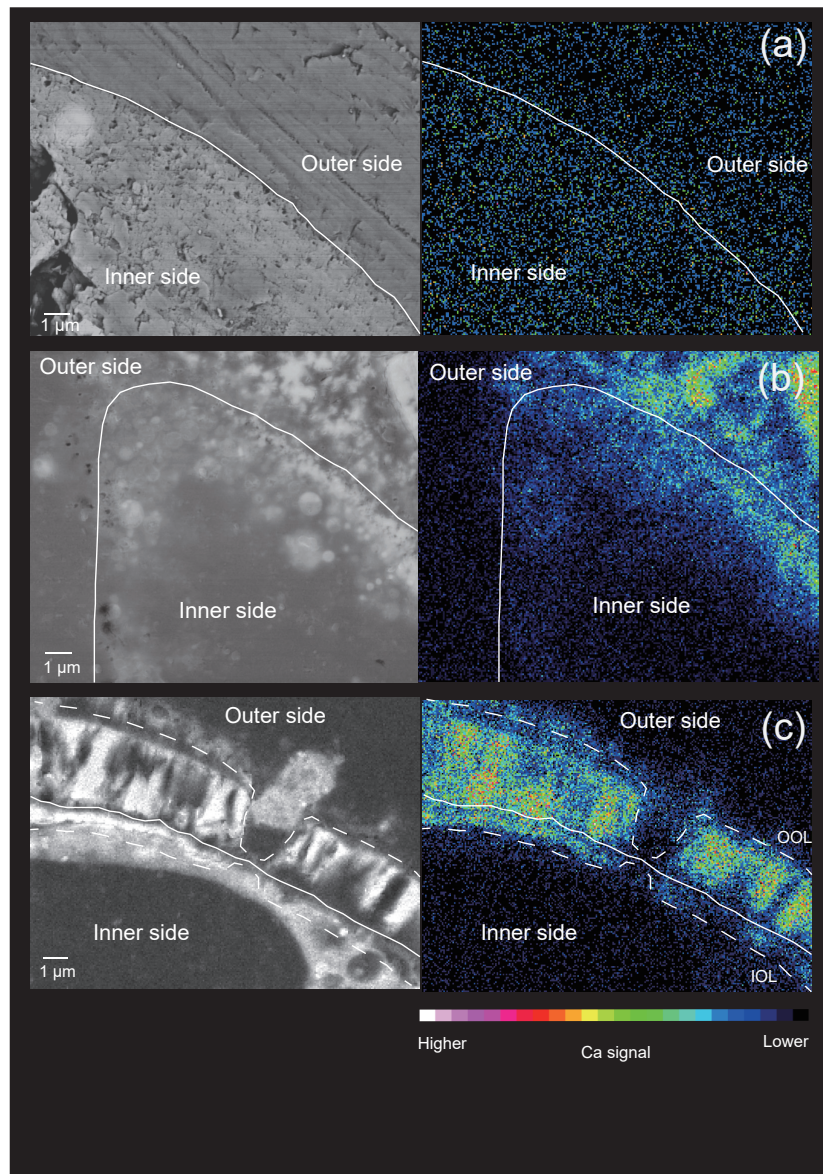 (a)
Outer side
Outer side
Inner side
Inner side
1 μm
Outer side
Outer side
(b)
Inner side
Inner side
1 μm
Outer side
Outer side
(c)
OOL
Inner side
Inner side
1 μm
IOL
Higher
Ca signal
Lower